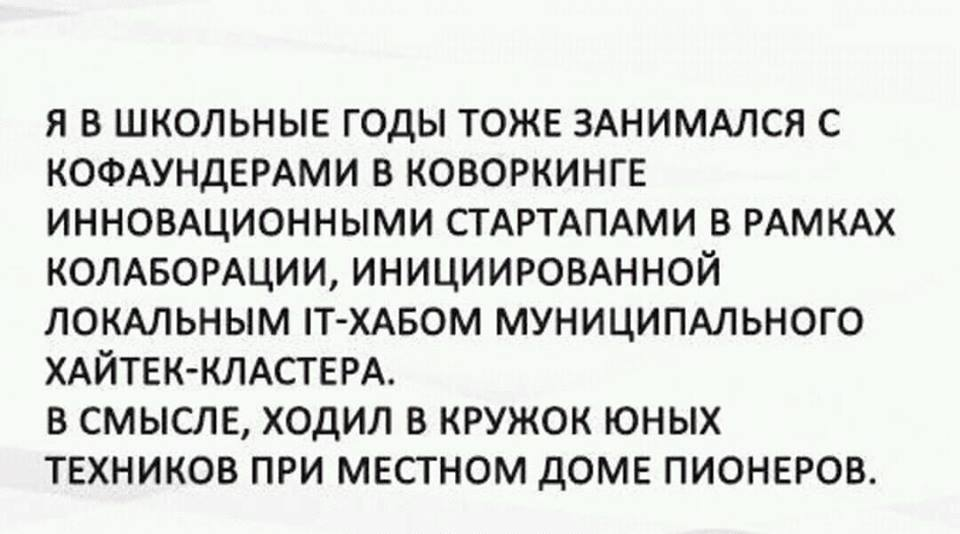 Я В ШКОЛЬНЫЕ ГОДЫ ТОЖЕ ЗАНИМАЛСЯ С
КОФАУНДЕРАМИ В КОВОРКИНГЕ
ИННОВАЦИОННЫМИ СТАРТАПАМИ В РАМКАХ
КОЛАБОРАЦИИ, ИНИЦИИРОВАННОЙ
ЛОКАЛЬНЫМ IT-ХАБОМ МУНИЦИПАЛЬНОГО
ХАЙТЕК-КЛАСТЕРА.
В СМЫСЛЕ, ХОДИЛ В КРУЖОК ЮНЫХ
ТЕХНИКОВ ПРИ МЕСТНОМ ДОМЕ ПИОНЕРОВ.